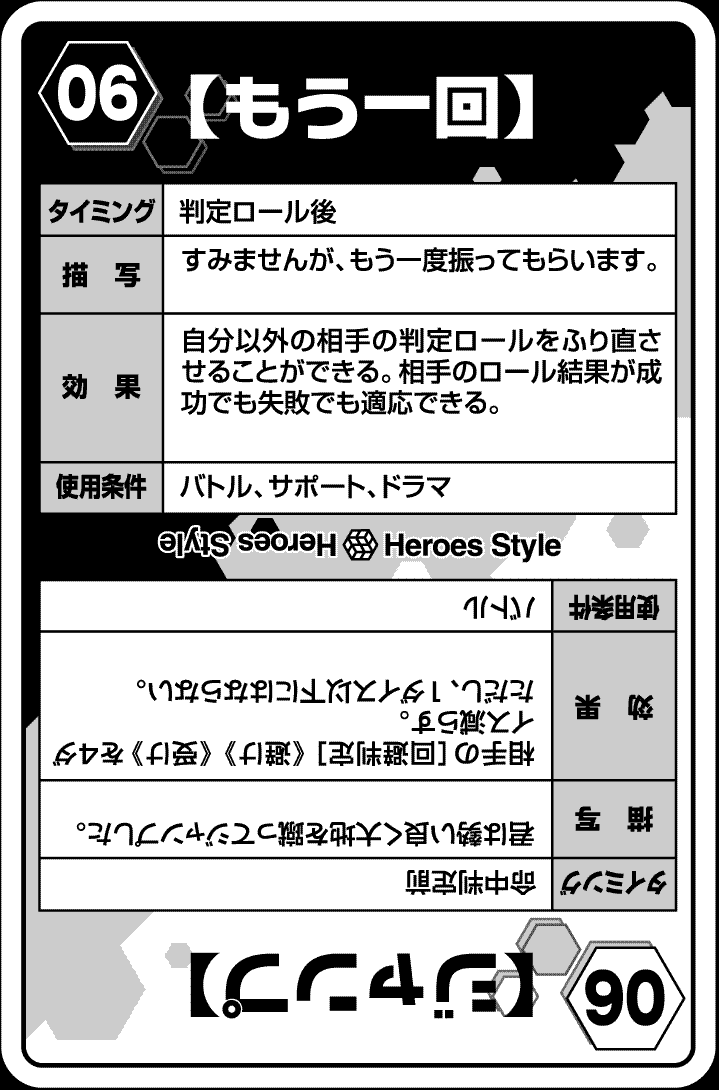 06
【もう一回】
タイミング 判定ロール後
描写 すみませんが、もう一度振ってもらいます。
効果 自分以外の相手の判定ロールをふり直さ
せることができる。相手のロール結果が成
功でも失敗でも適応できる。
使用条件 バトル、サポート、ドラマ
Heroes Style Heroes Style
06
【ジャンプ】
タイミング 命中判定前
描写 君は勢い良く大地を蹴ってジャンプした。
効果 相手の[回避判定]《避け》《受け》を4ダ
イス減らす。
ただし、1ダイス以下にはならない。
使用条件 バトル